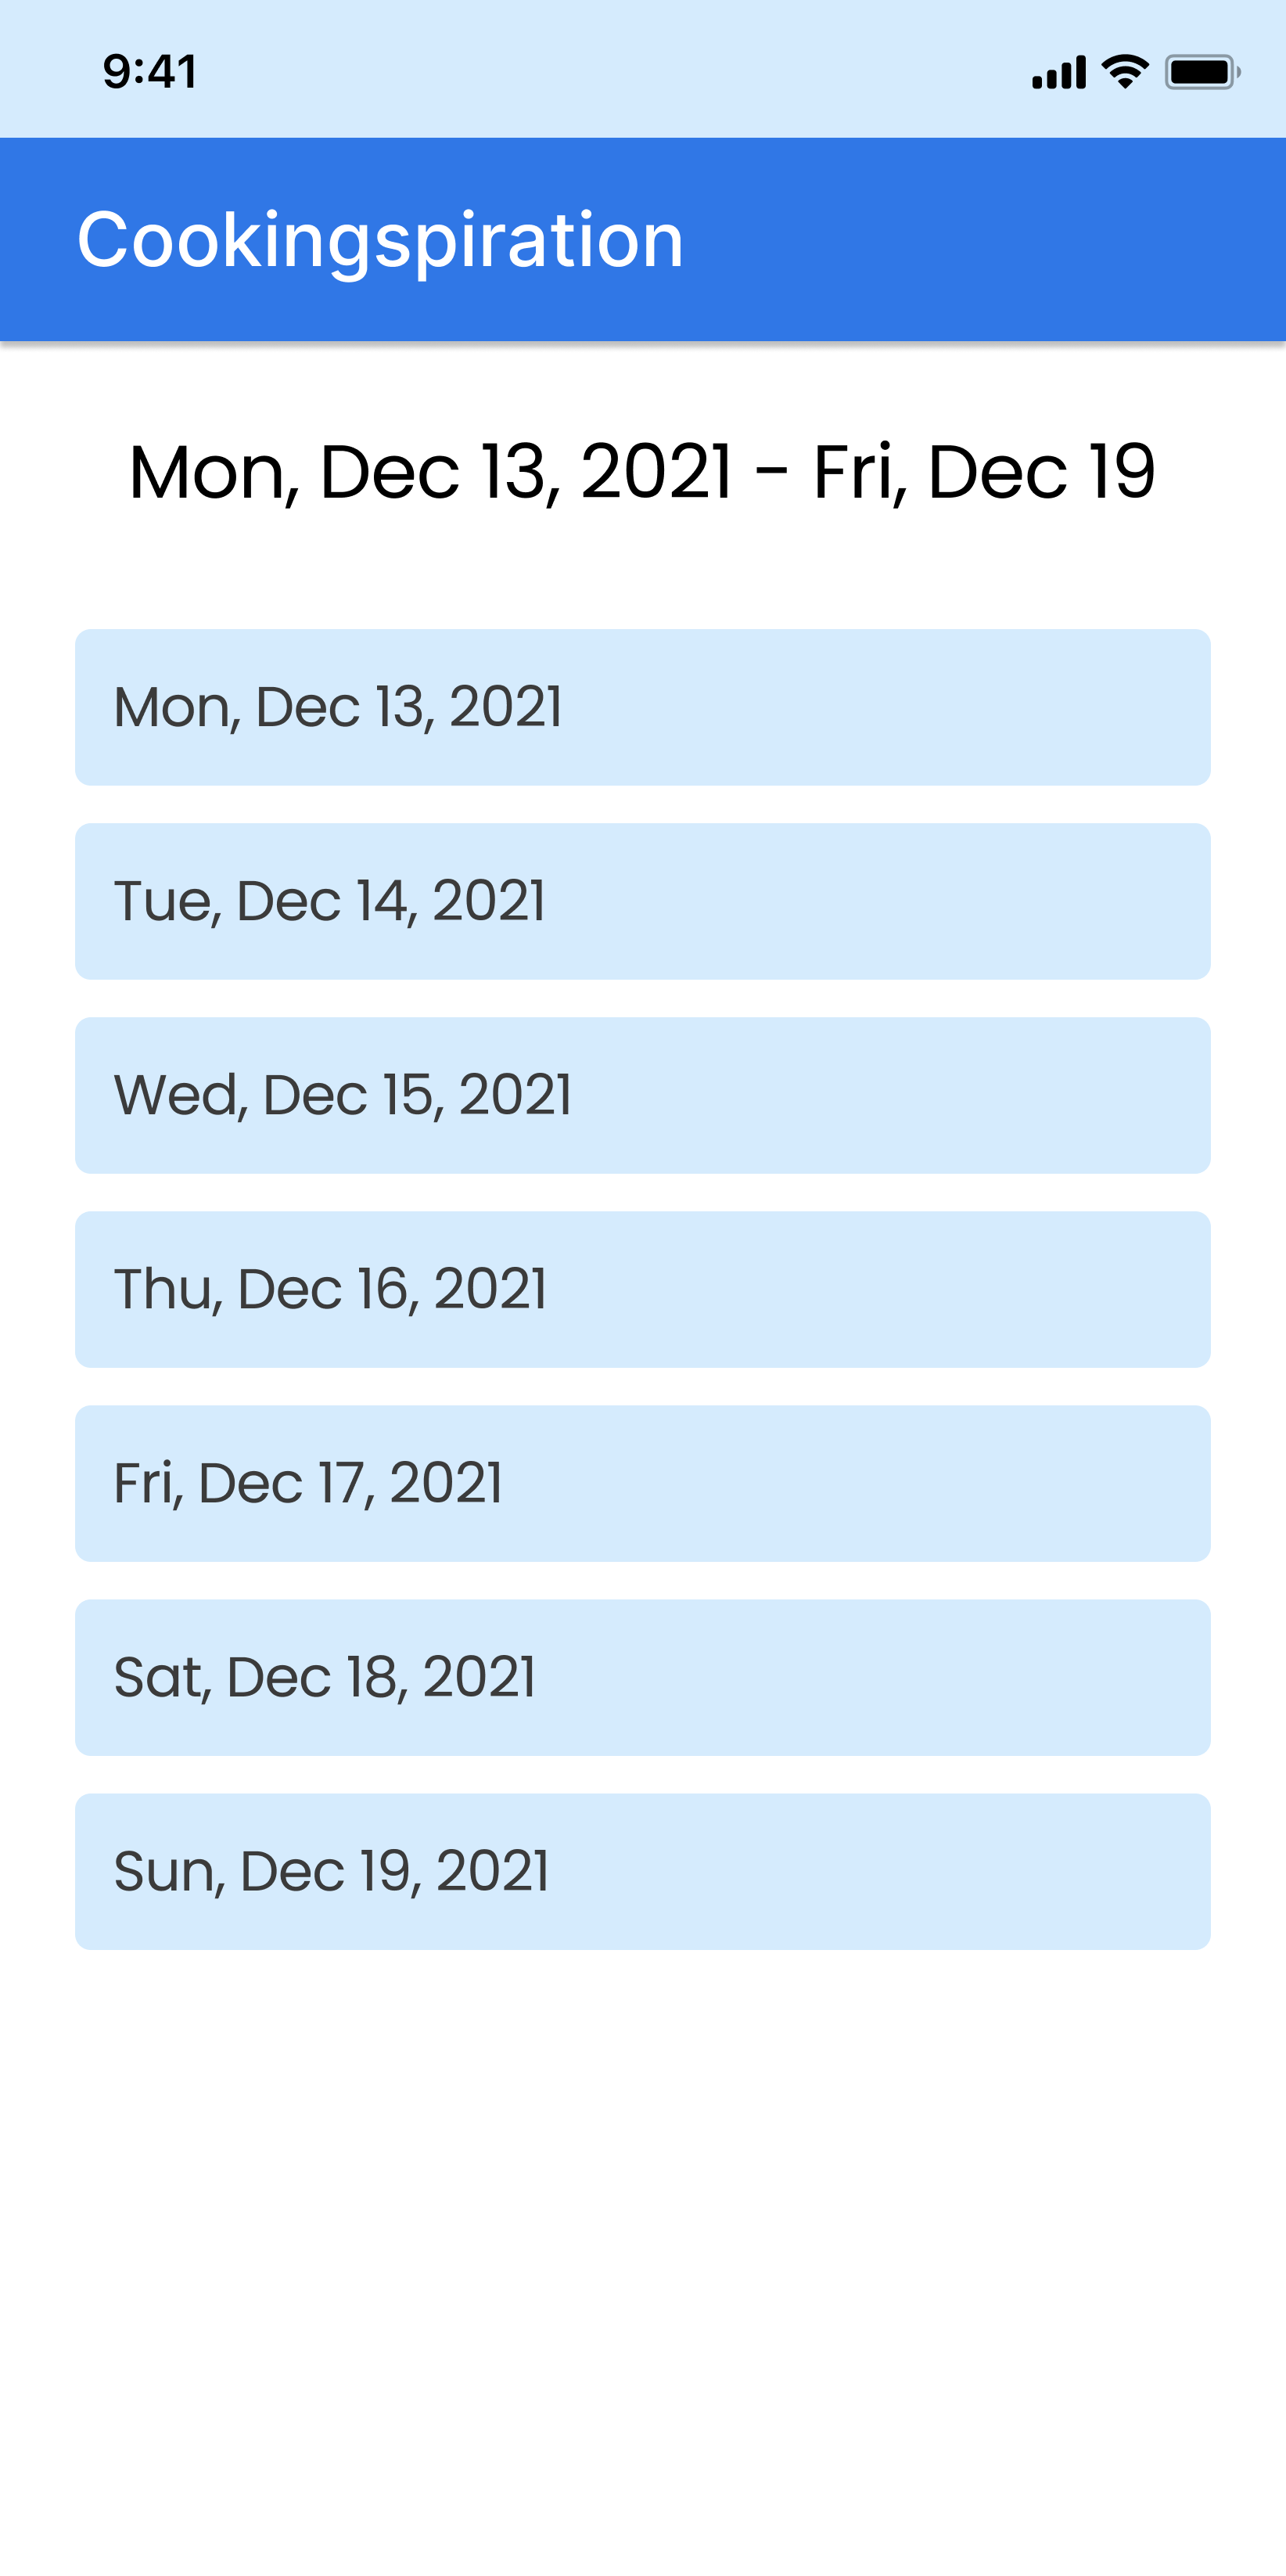 9:41
Cookingspiration
Mon, Dec 13, 2021 - Fri, Dec 19
Mon, Dec 13, 2021
Tue, Dec 14, 2021
Wed, Dec 15, 2021
Thu, Dec 16, 2021
Fri, Dec 17, 2021
Sat, Dec 18, 2021
Sun, Dec 19, 2021